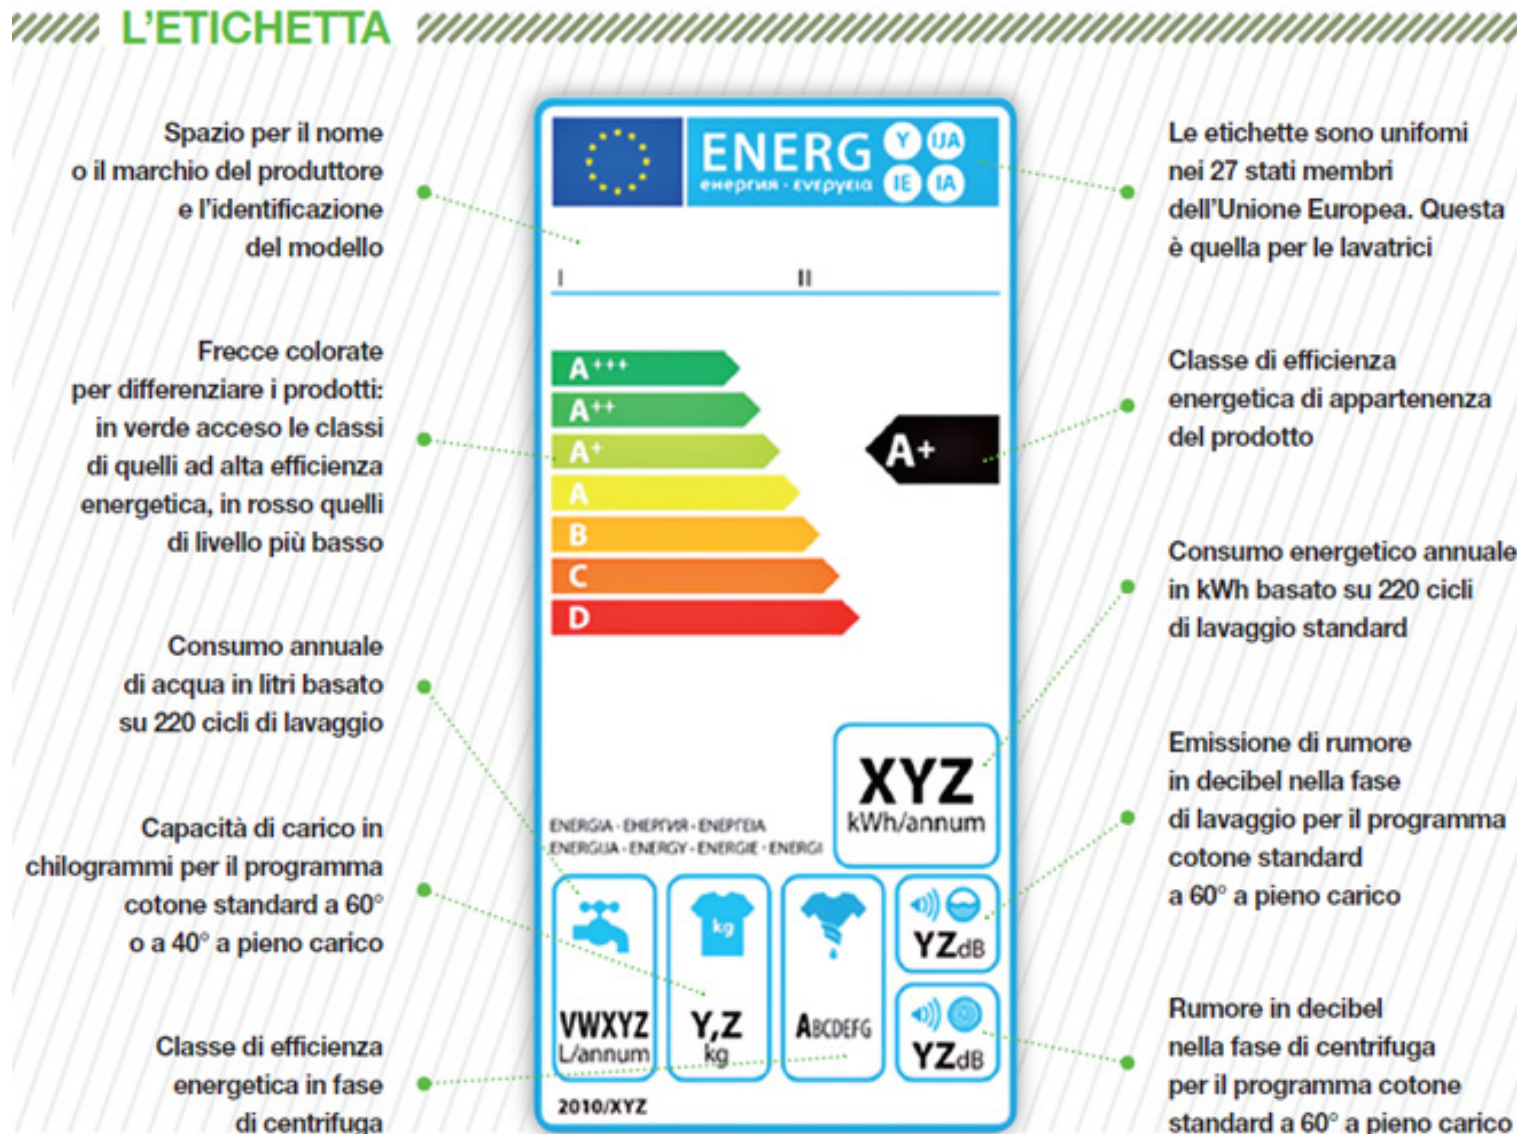 L'ETICHETTA
Spazio per il nome
o il marchio del produttore
e l'identificazione
del modello
Frecce colorate
per differenziare i prodotti:
in verde acceso le classi
di quelli ad alta efficienza
energetica, in rosso quelli
di livello più basso
Consumo annuale
di acqua in litri basato
su 220 cicli di lavaggio
Capacità di carico in
chilogrammi per il programma
cotone standard a 60°
o a 40° a pieno carico
Classe di efficienza
energetica in fase
di centrifuga
ENERG Y IJA
енергия · ενεργεια IE IA
I II
A+++
A++
A+
A
B
C
D
A+
XYZ
kWh/annum
ENERGIA · ЕНЕРГИЯ · ΕΝΕΡΓΕΙΑ
ENERGIJA · ENERGY · ENERGIE · ENERGI
VWXYZ
L/annum
kg
Y,Z
kg
ABCDEFG
YZdB
YZdB
2010/XYZ
Le etichette sono unifomi
nei 27 stati membri
dell'Unione Europea. Questa
è quella per le lavatrici
Classe di efficienza
energetica di appartenenza
del prodotto
Consumo energetico annuale
in kWh basato su 220 cicli
di lavaggio standard
Emissione di rumore
in decibel nella fase
di lavaggio per il programma
cotone standard
a 60° a pieno carico
Rumore in decibel
nella fase di centrifuga
per il programma cotone
standard a 60° a pieno carico